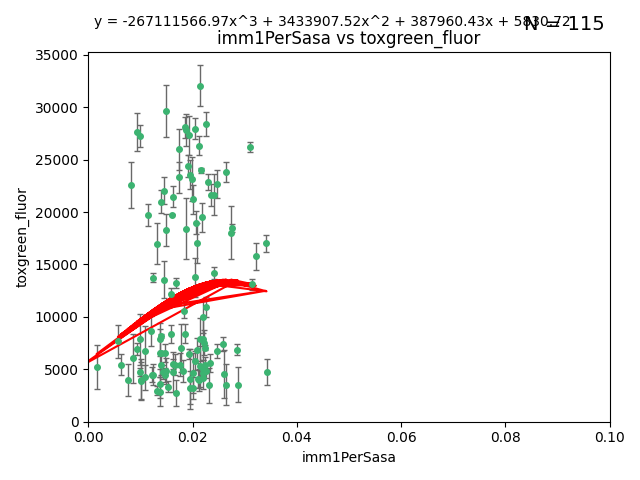 y = -267111566.97x^3 + 3433907.52x^2 + 387960.43x + 5830.72
N = 115
imm1PerSasa vs toxgreen_fluor
35000
30000
25000
20000
15000
10000
5000
0
toxgreen_fluor
0.00 0.02 0.04 0.06 0.08 0.10
imm1PerSasa